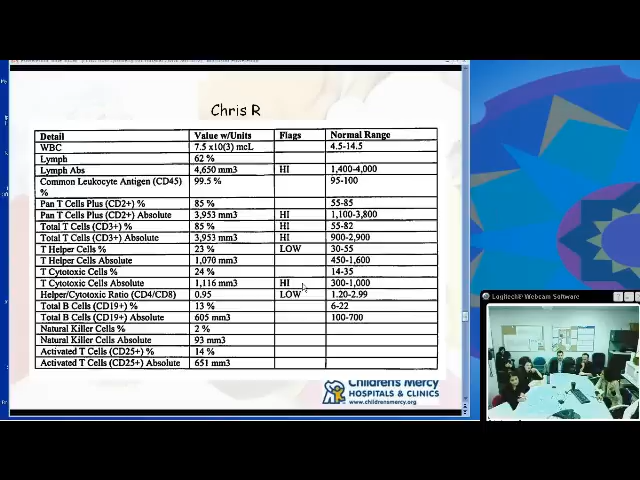 Chris R
Detail Value w/Units Flags Normal Range
WBC 7.5 x10(3) mcL 4.5-14.5
Lymph 62 %
Lymph Abs 4,650 mm3 HI 1,400-4,000
Common Leukocyte Antigen (CD45) 99.5 % 95-100
%
Pan T Cells Plus (CD2+) % 85 % 55-85
Pan T Cells Plus (CD2+) Absolute 3,953 mm3 HI 1,100-3,800
Total T Cells (CD3+) % 85 % HI 55-82
Total T Cells (CD3+) Absolute 3,953 mm3 HI 900-2,900
T Helper Cells % 23 % LOW 30-55
T Helper Cells Absolute 1,070 mm3 450-1,600
T Cytotoxic Cells % 24 % 14-35
T Cytotoxic Cells Absolute 1,116 mm3 HI 300-1,000
Helper/Cytotoxic Ratio (CD4/CD8) 0.95 LOW 1.20-2.99
Total B Cells (CD19+) % 13 % 6-22
Total B Cells (CD19+) Absolute 605 mm3 100-700
Natural Killer Cells % 2 %
Natural Killer Cells Absolute 93 mm3
Activated T Cells (CD25+) % 14 %
Activated T Cells (CD25+) Absolute 651 mm3
Children's Mercy
HOSPITALS & CLINICS
www.childrensmercy.org
Logitech® Webcam Software